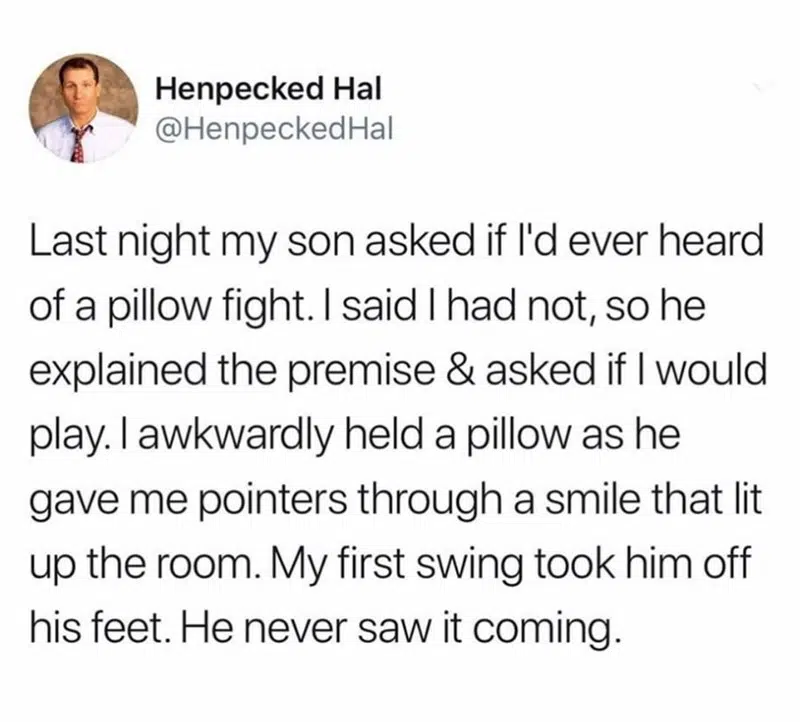 Henpecked Hal
@HenpeckedHal
Last night my son asked if I'd ever heard
of a pillow fight. I said I had not, so he
explained the premise & asked if I would
play. I awkwardly held a pillow as he
gave me pointers through a smile that lit
up the room. My first swing took him off
his feet. He never saw it coming.